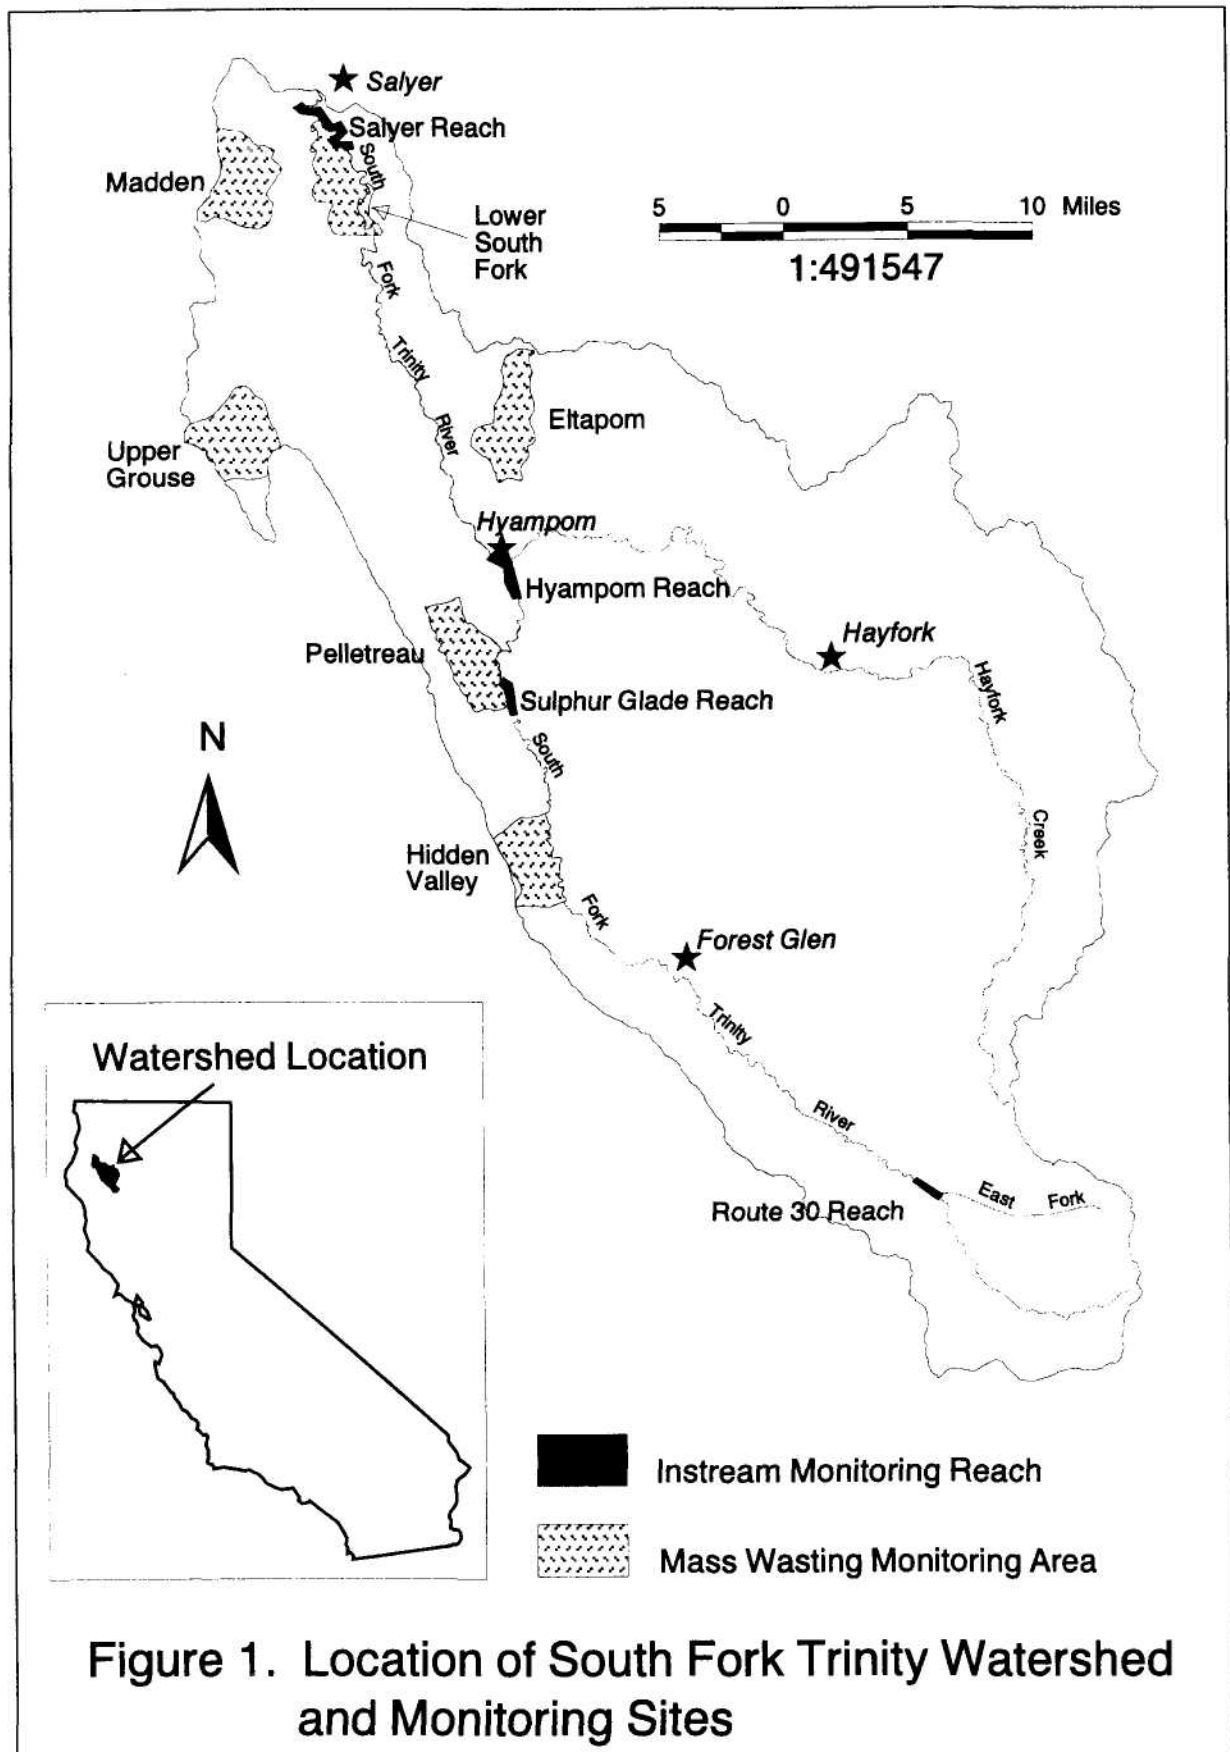 Salyer
Salyer Reach
Madden
South
Lower
South
Fork
5 0 5 10 Miles
1:491547
Fork
Trinity
River
Eltapom
Upper
Grouse
Hyampom
Hyampom Reach
Hayfork
Pelletreau
Hayfork
Sulphur Glade Reach
N
South
Creek
Hidden
Valley
Fork
Forest Glen
Trinity
Watershed Location
River
East Fork
Route 30 Reach
Instream Monitoring Reach
Mass Wasting Monitoring Area
Figure 1. Location of South Fork Trinity Watershed
and Monitoring Sites